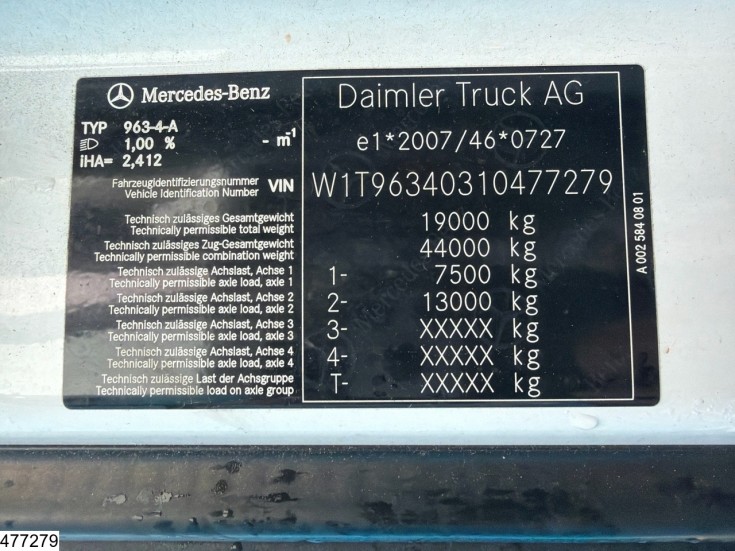 Mercedes-Benz
TYP 963-4-A
1,00 % - m-1
iHA= 2,412
Fahrzeugidentifizierungsnummer
Vehicle Identification Number VIN
Technisch zulässiges Gesamtgewicht
Technically permissible total weight
Technisch zulässiges Zug-Gesamtgewicht
Technically permissible combination weight
Technisch zulässige Achslast, Achse 1
Technically permissible axle load, axle 1
Technisch zulässige Achslast, Achse 2
Technically permissible axle load, axle 2
Technisch zulässige Achslast, Achse 3
Technically permissible axle load, axle 3
Technisch zulässige Achslast, Achse 4
Technically permissible axle load, axle 4
Technisch zulässige Last der Achsgruppe
Technically permissible load on axle group
Daimler Truck AG
e1*2007/46*0727
W1T96340310477279
19000 kg
44000 kg
1- 7500 kg
2- 13000 kg
3- XXXXX kg
4- XXXXX kg
T- XXXXX kg
A 002 584 08 01
477279